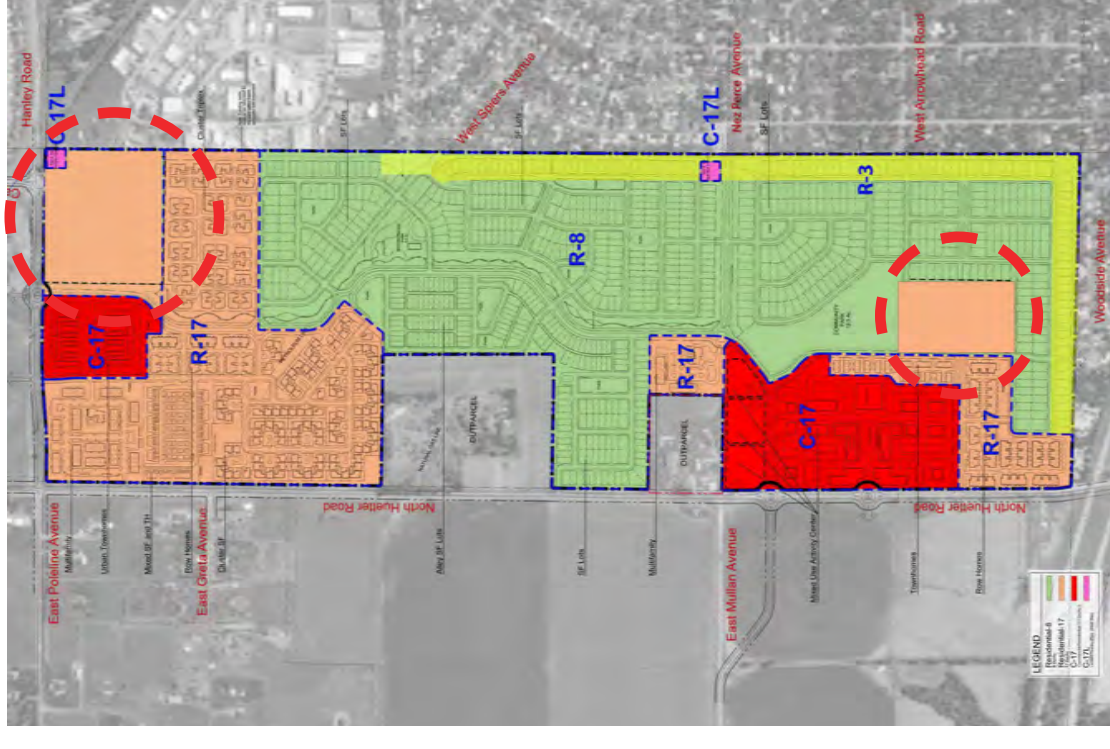 Hanley Road
C-17L
West Spiers Avenue
C-17L
Nez Perce Avenue
West Arrowhead Road
Cluster Triplex
SF Lots
SF Lots
SF Lots
R-3
R-8
C-17
R-17
R-17
COMMUNITY
PARK
Woodside Avenue
C-17
R-17
OUTPARCEL
OUTPARCEL
North Huetter Road
North Huetter Road
East Poleline Avenue
Multifamily
Urban Townhomes
Mixed SF and TH
Row Homes
East Greta Avenue
Cluster SF
Alley SF Lots
SF Lots
Multifamily
East Mullan Avenue
Mixed Use Activity Center
Townhomes
Row Homes
LEGEND
Residential-8
Residential-17
C-17
C-17L